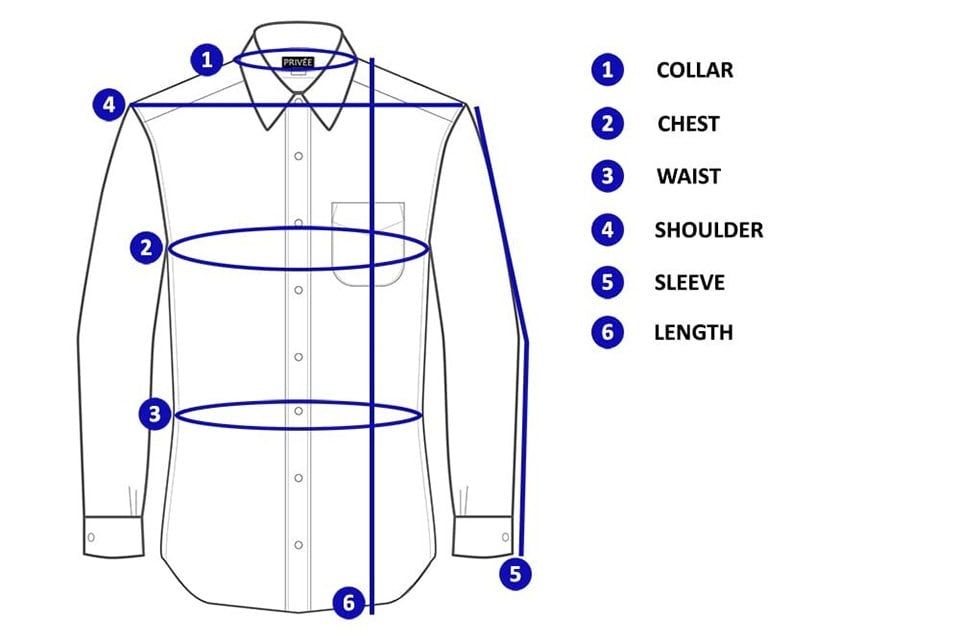 1 PRIVÉE
4
2
3
5
6
1 COLLAR
2 CHEST
3 WAIST
4 SHOULDER
5 SLEEVE
6 LENGTH